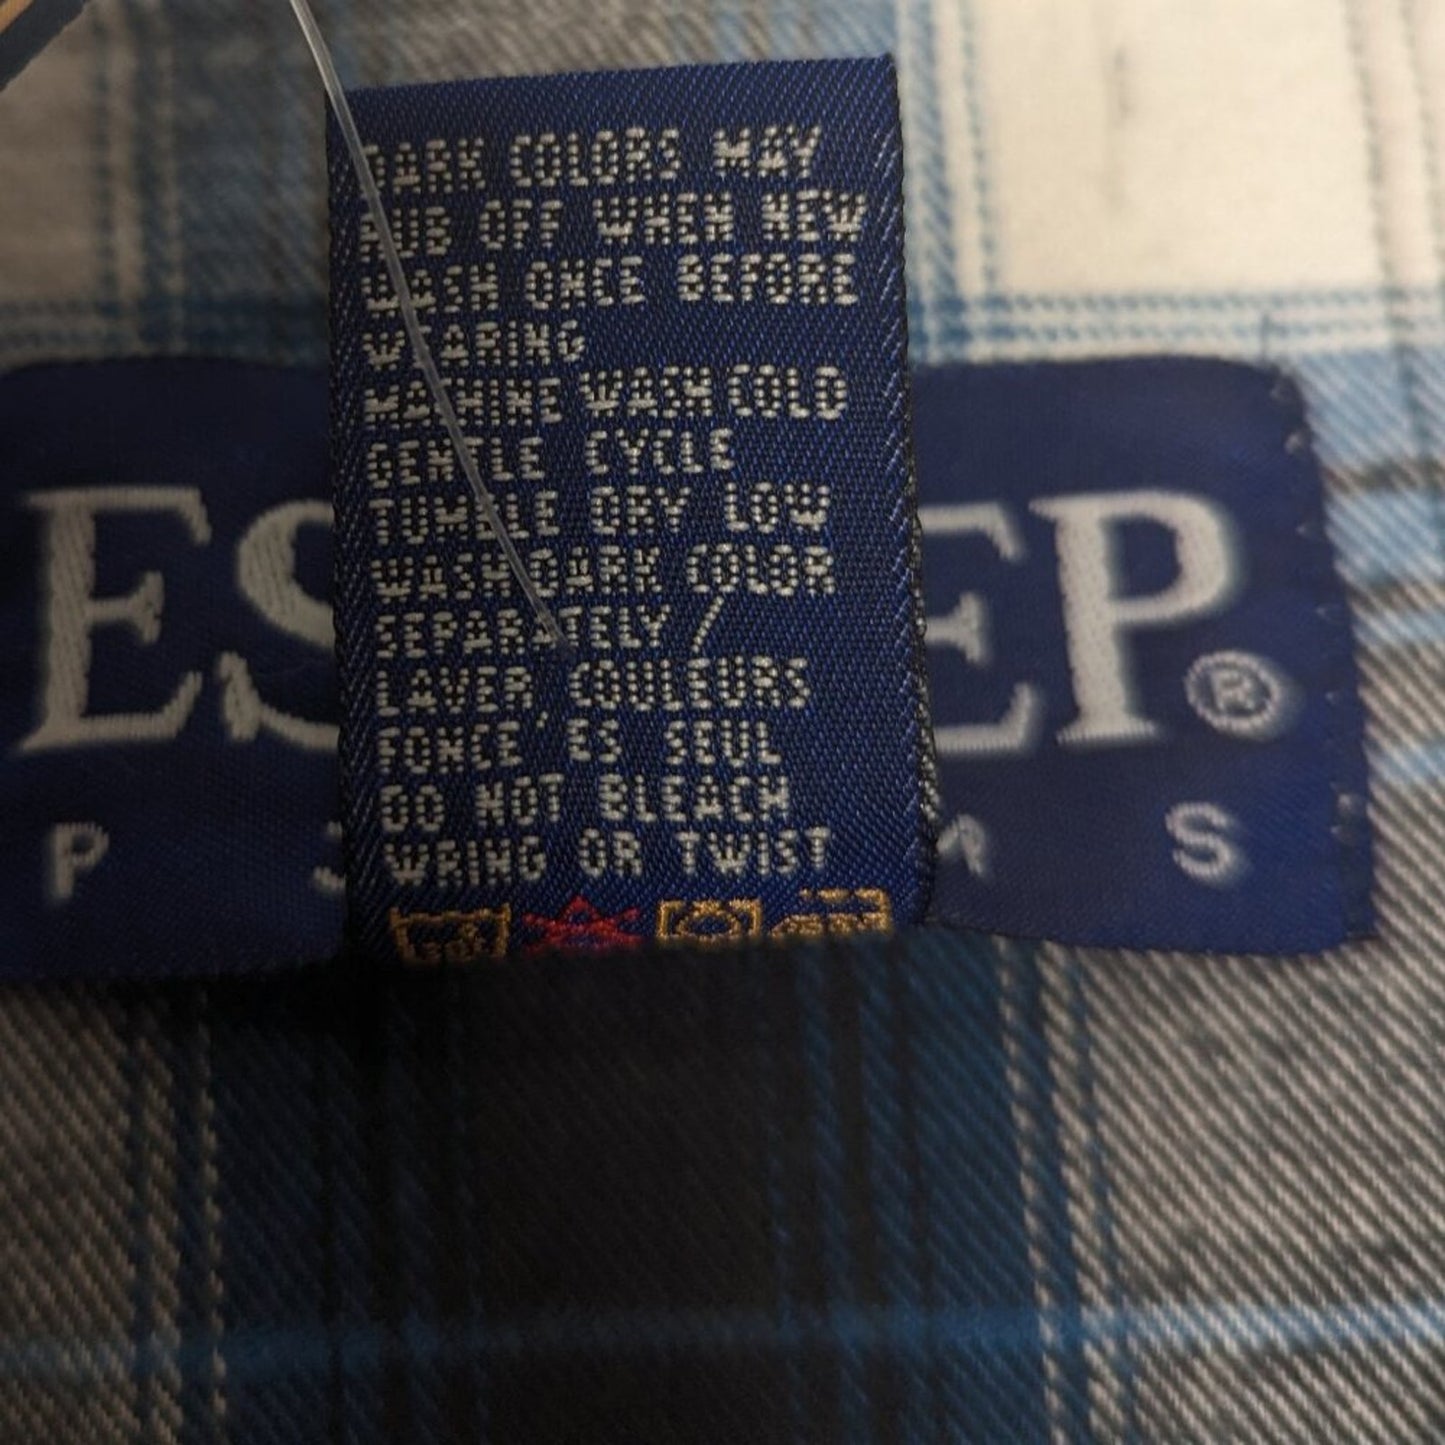 DARK COLORS MAY
RUB OFF WHEN NEW
WASH ONCE BEFORE
WEARING
MACHINE WASH COLD
GENTLE CYCLE
TUMBLE DRY LOW
WASH DARK COLOR
SEPARATELY /
LAVER, COULEURS
FONCE, ES SEUL
DO NOT BLEACH
WRING OR TWIST
ES EP ®
P S